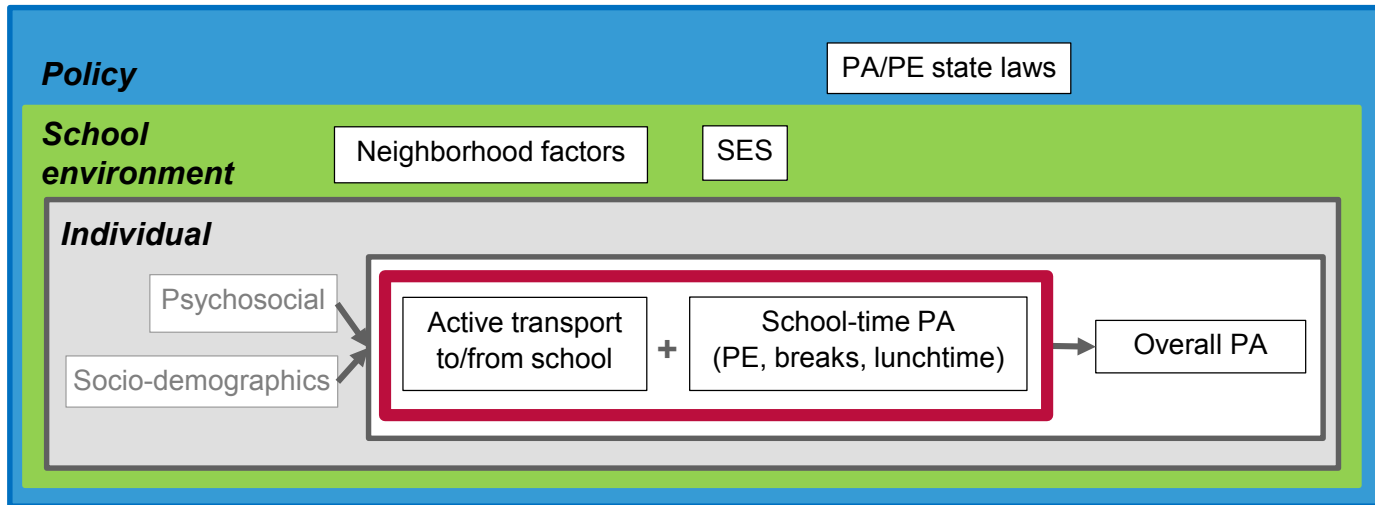 Policy
PA/PE state laws
School
environment
Neighborhood factors
SES
Individual
Psychosocial
Socio-demographics
Active transport
to/from school
+
School-time PA
(PE, breaks, lunchtime)
Overall PA